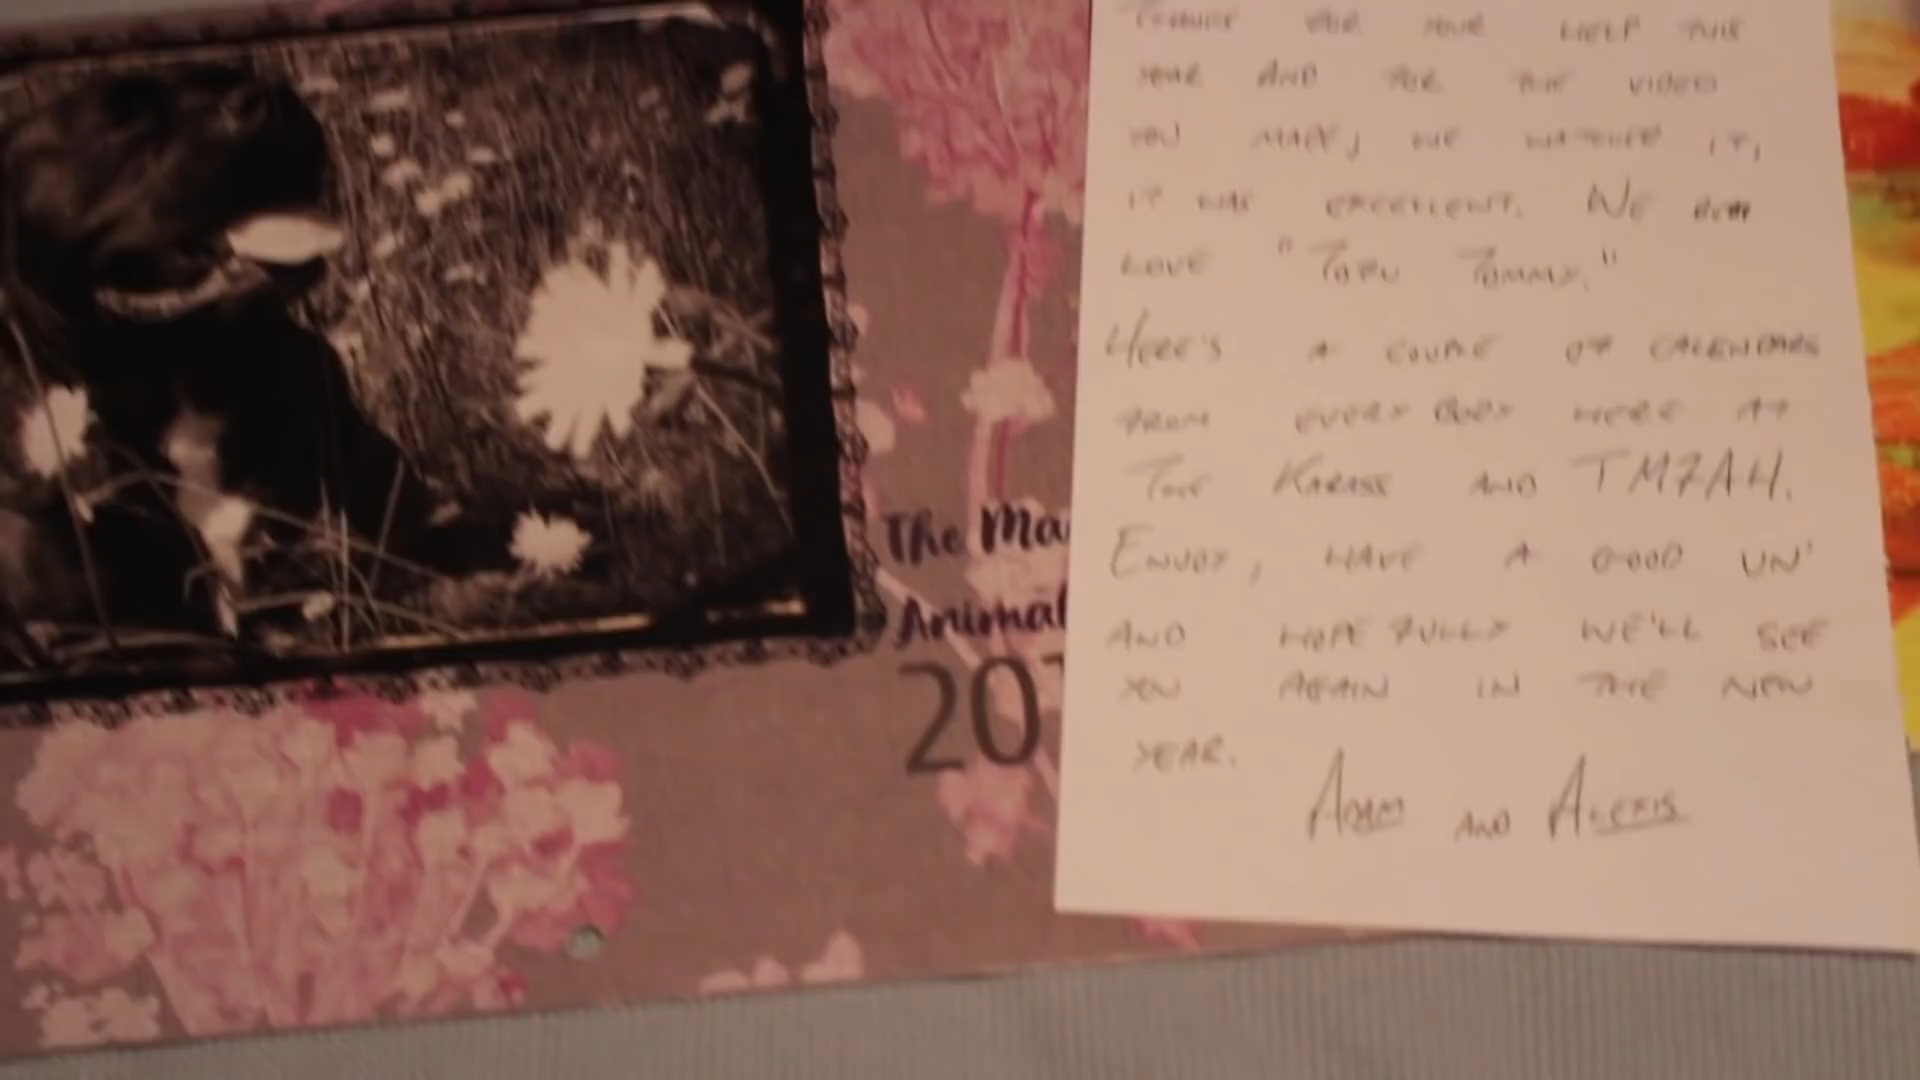 THANKS FOR YOUR HELP THIS
YEAR AND FOR THE VIDEO
YOU MADE, WE WATCHED IT,
IT WAS EXCELLENT. WE BOTH
LOVE "TOFU TOMMY."
HERE'S A COUPLE OF CALENDARS
FROM EVERYBODY HERE AT
THE KARASS AND TMFAH.
ENJOY, HAVE A GOOD UN'
AND HOPEFULLY WE'LL SEE
YOU AGAIN IN THE NEW
YEAR.
ADAM AND ALEXIS
The Ma
Animal
20